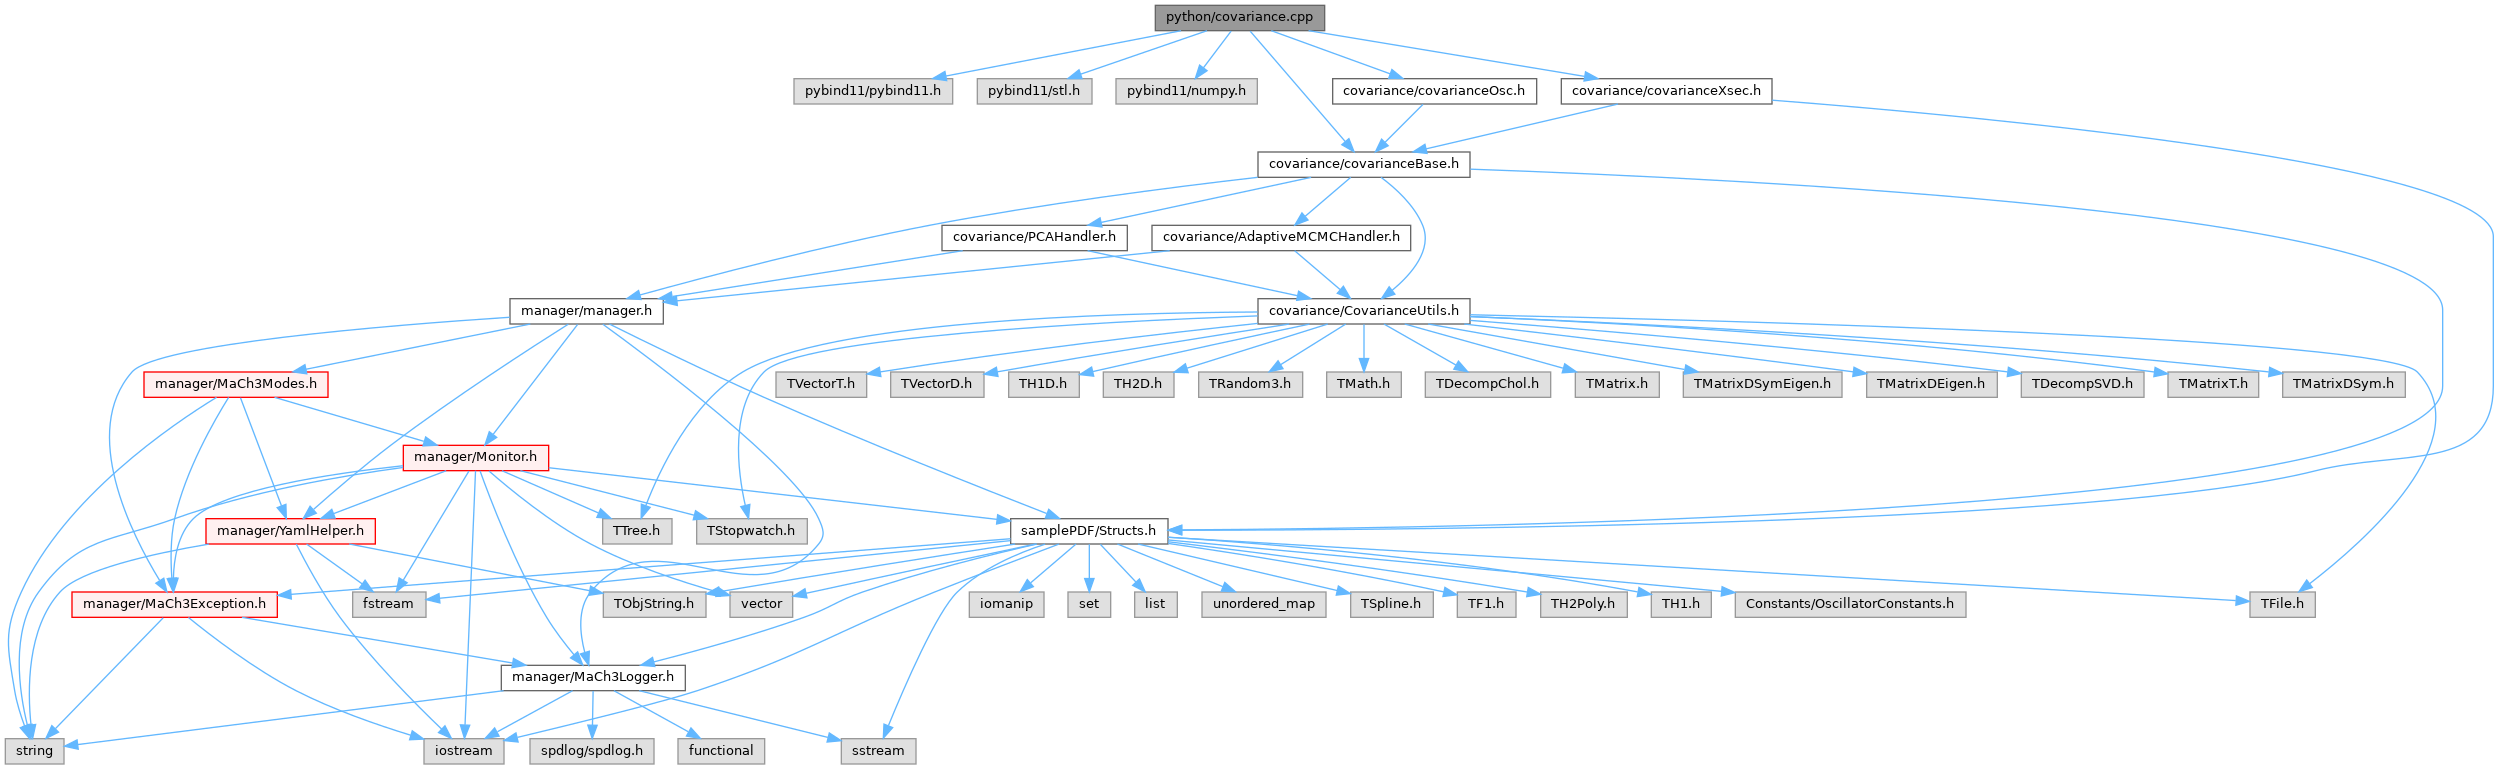 python/covariance.cpp
pybind11/pybind11.h
pybind11/stl.h
pybind11/numpy.h
covariance/covarianceOsc.h
covariance/covarianceXsec.h
covariance/covarianceBase.h
covariance/PCAHandler.h
covariance/AdaptiveMCMCHandler.h
manager/manager.h
covariance/CovarianceUtils.h
manager/MaCh3Modes.h
TVectorT.h
TVectorD.h
TH1D.h
TH2D.h
TRandom3.h
TMath.h
TDecompChol.h
TMatrix.h
TMatrixDSymEigen.h
TMatrixDEigen.h
TDecompSVD.h
TMatrixT.h
TMatrixDSym.h
manager/Monitor.h
manager/YamlHelper.h
TTree.h
TStopwatch.h
samplePDF/Structs.h
manager/MaCh3Exception.h
fstream
TObjString.h
vector
iomanip
set
list
unordered_map
TSpline.h
TF1.h
TH2Poly.h
TH1.h
Constants/OscillatorConstants.h
TFile.h
manager/MaCh3Logger.h
string
iostream
spdlog/spdlog.h
functional
sstream